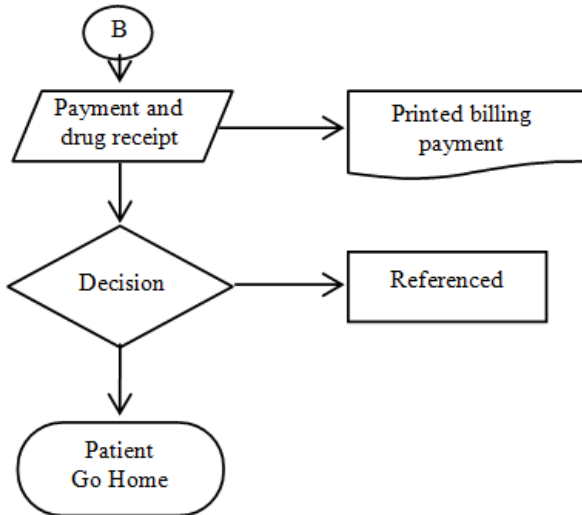 B
Payment and
drug receipt
Printed billing
payment
Decision
Referenced
Patient
Go Home